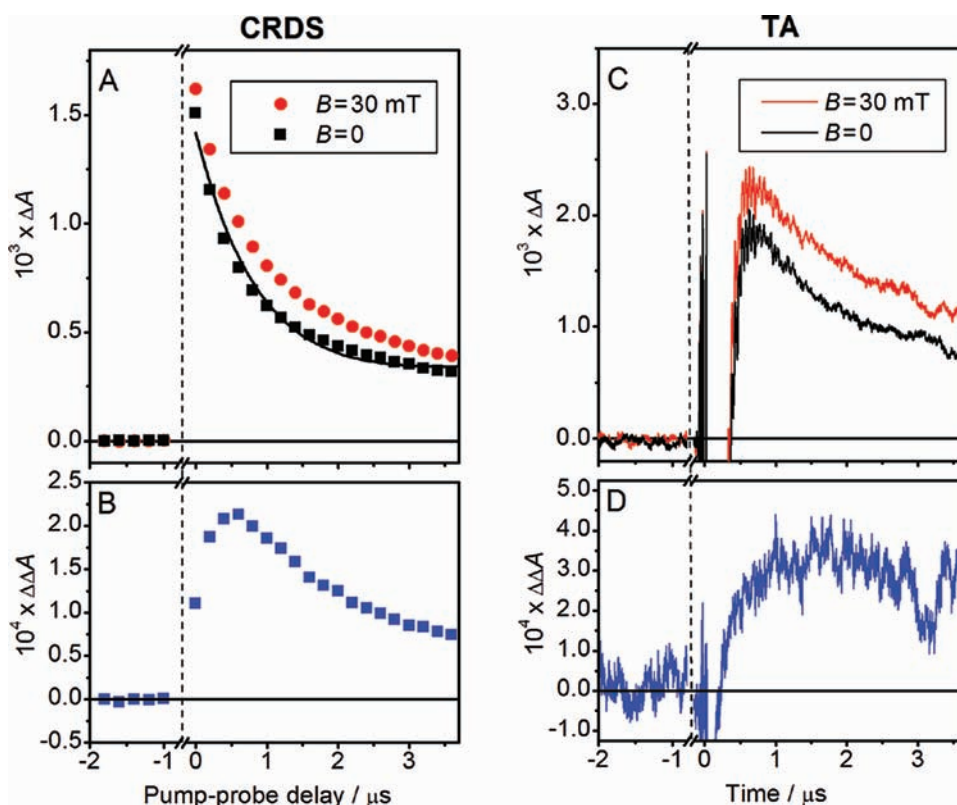 CRDS
A
B=30 mT
B=0
10³ x ΔA
1.5
1.0
0.5
0.0
B
10⁴ x ΔΔA
2.5
2.0
1.5
1.0
0.5
0.0
-0.5
-2 -1 0 1 2 3
Pump-probe delay / μs
TA
C
B=30 mT
B=0
10³ x ΔA
3.0
2.0
1.0
0.0
D
10⁴ x ΔΔA
5.0
4.0
3.0
2.0
1.0
0.0
-1.0
-2 -1 0 1 2 3
Time / μs